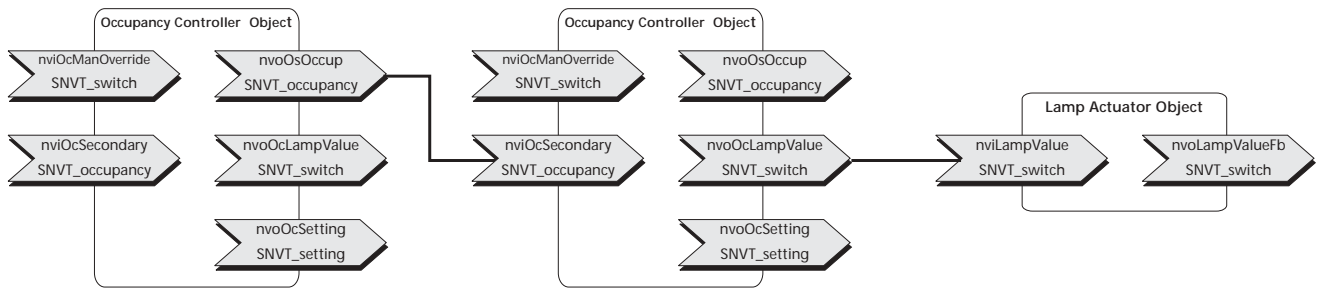 Occupancy Controller Object
nviOcManOverride
SNVT_switch
nvoOsOccup
SNVT_occupancy
nviOcSecondary
SNVT_occupancy
nvoOcLampValue
SNVT_switch
nvoOcSetting
SNVT_setting
Occupancy Controller Object
nviOcManOverride
SNVT_switch
nvoOsOccup
SNVT_occupancy
nviOcSecondary
SNVT_occupancy
nvoOcLampValue
SNVT_switch
nvoOcSetting
SNVT_setting
Lamp Actuator Object
nviLampValue
SNVT_switch
nvoLampValueFb
SNVT_switch